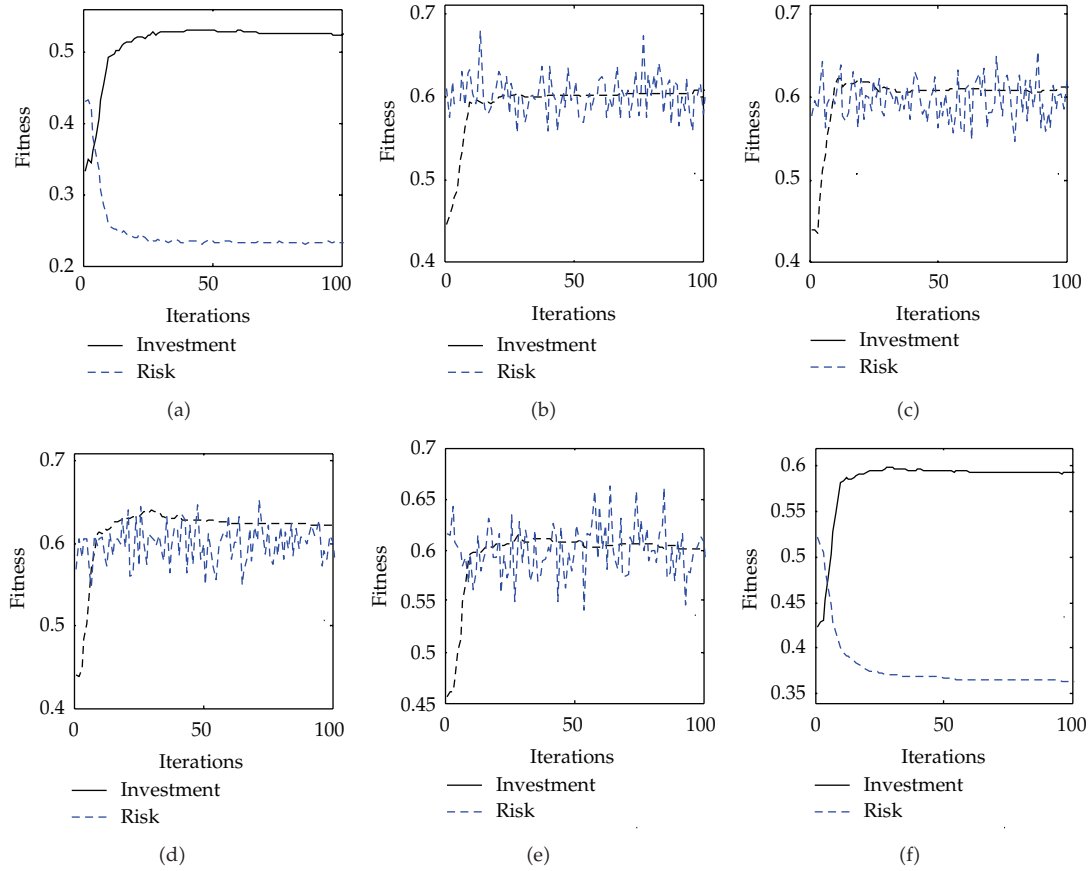 0.5
0.4
0.3
0.2
Fitness
0 50 100
Iterations
Investment
Risk
(a)
0.7
0.6
0.5
0.4
Fitness
0 50 100
Iterations
Investment
Risk
(b)
0.7
0.6
0.5
0.4
Fitness
0 50 100
Iterations
Investment
Risk
(c)
0.7
0.6
0.5
0.4
Fitness
0 50 100
Iterations
Investment
Risk
(d)
0.7
0.65
0.6
0.55
0.5
0.45
Fitness
0 50 100
Iterations
Investment
Risk
(e)
0.6
0.55
0.5
0.45
0.4
0.35
Fitness
0 50 100
Iterations
Investment
Risk
(f)